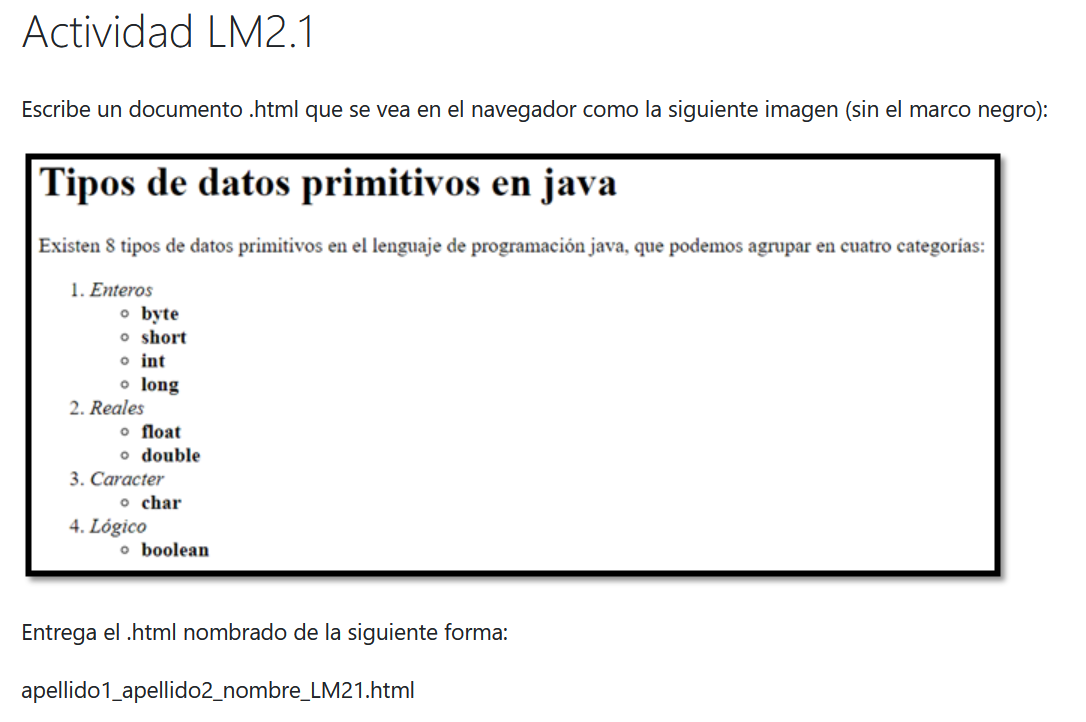 Actividad LM2.1
Escribe un documento .html que se vea en el navegador como la siguiente imagen (sin el marco negro):
Tipos de datos primitivos en java
Existen 8 tipos de datos primitivos en el lenguaje de programación java, que podemos agrupar en cuatro categorías:
1. Enteros
byte
short
int
long
2. Reales
float
double
3. Caracter
char
4. Lógico
boolean
Entrega el .html nombrado de la siguiente forma:
apellido1_apellido2_nombre_LM21.html